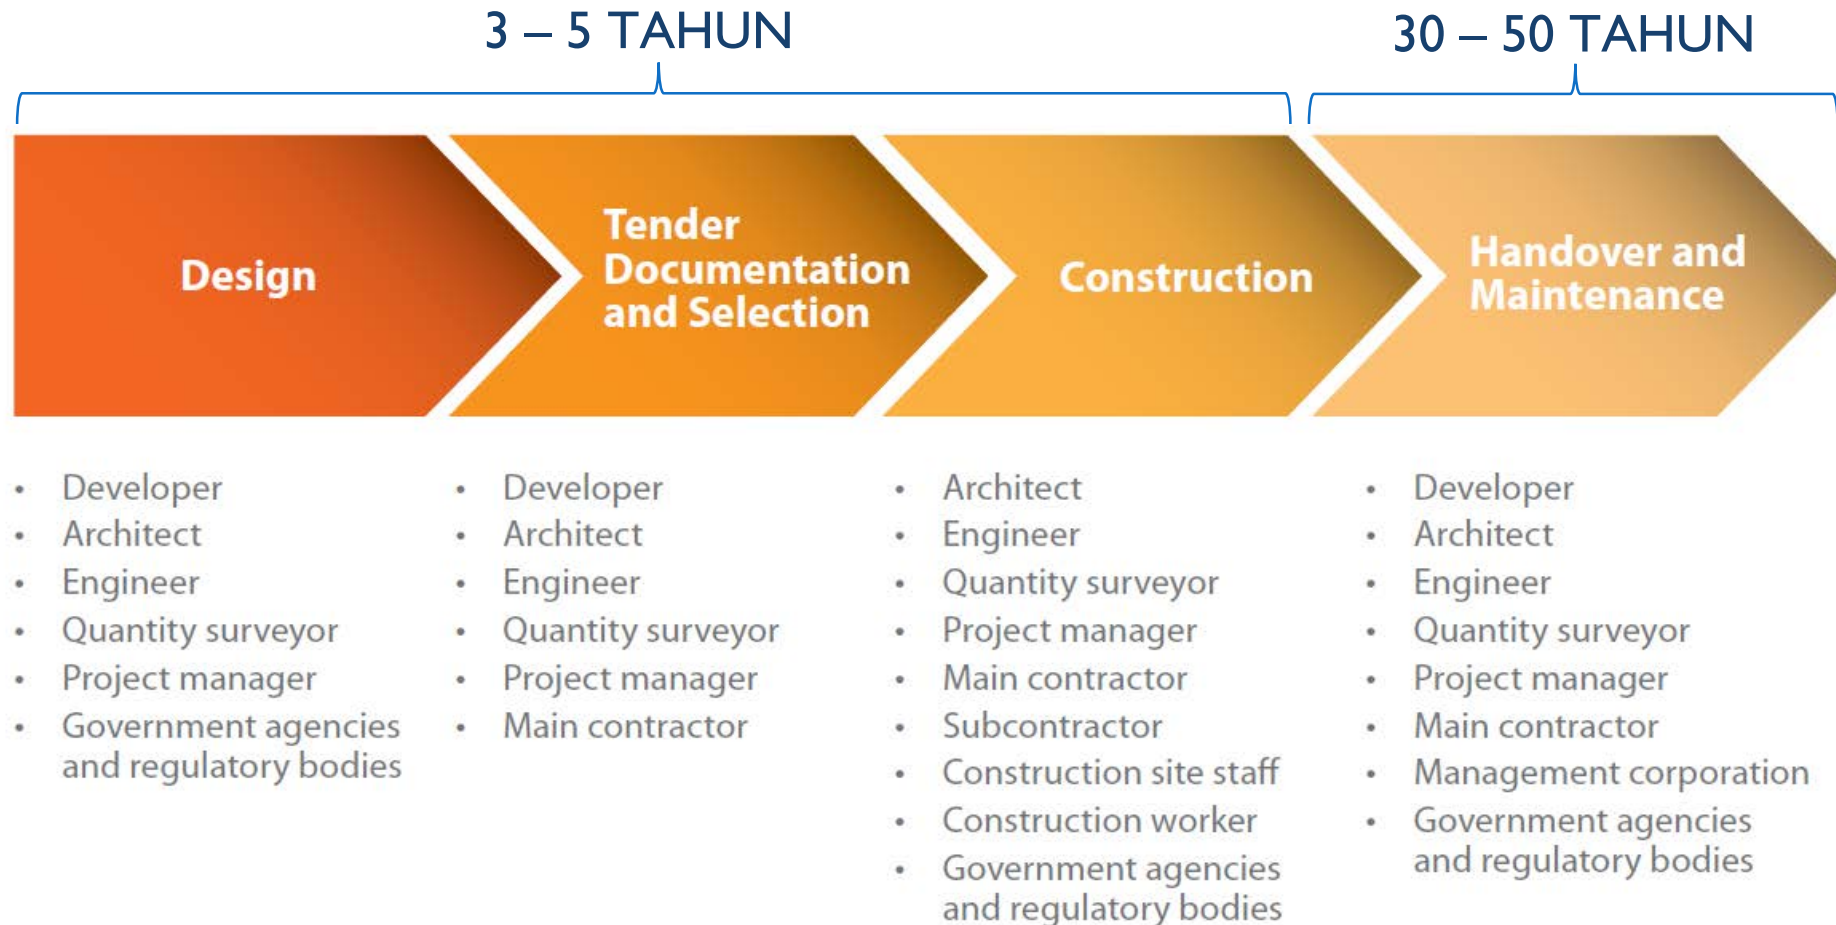 3 – 5 TAHUN
30 – 50 TAHUN
Design
Tender
Documentation
and Selection
Construction
Handover and
Maintenance
• Developer
• Architect
• Engineer
• Quantity surveyor
• Project manager
• Government agencies
and regulatory bodies
• Developer
• Architect
• Engineer
• Quantity surveyor
• Project manager
• Main contractor
• Architect
• Engineer
• Quantity surveyor
• Project manager
• Main contractor
• Subcontractor
• Construction site staff
• Construction worker
• Government agencies
and regulatory bodies
• Developer
• Architect
• Engineer
• Quantity surveyor
• Project manager
• Main contractor
• Management corporation
• Government agencies
and regulatory bodies